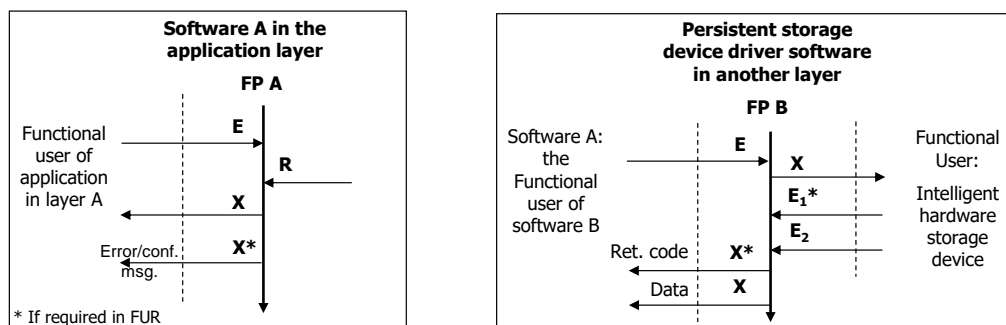 Software A in the
application layer
FP A
E
Functional
user of
application
in layer A
R
X
X*
Error/conf.
msg.
* If required in FUR
Persistent storage
device driver software
in another layer
FP B
Software A:
the
Functional
user of
software B
E
X
E₁*
E₂
Functional
User:
Intelligent
hardware
storage
device
Ret. code
X*
Data
X